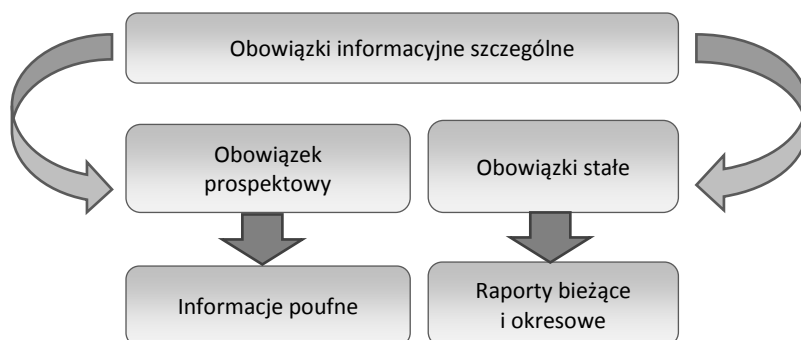 Obowiązki informacyjne szczególne
Obowiązek
prospektowy
Obowiązki stałe
Informacje poufne
Raporty bieżące
i okresowe